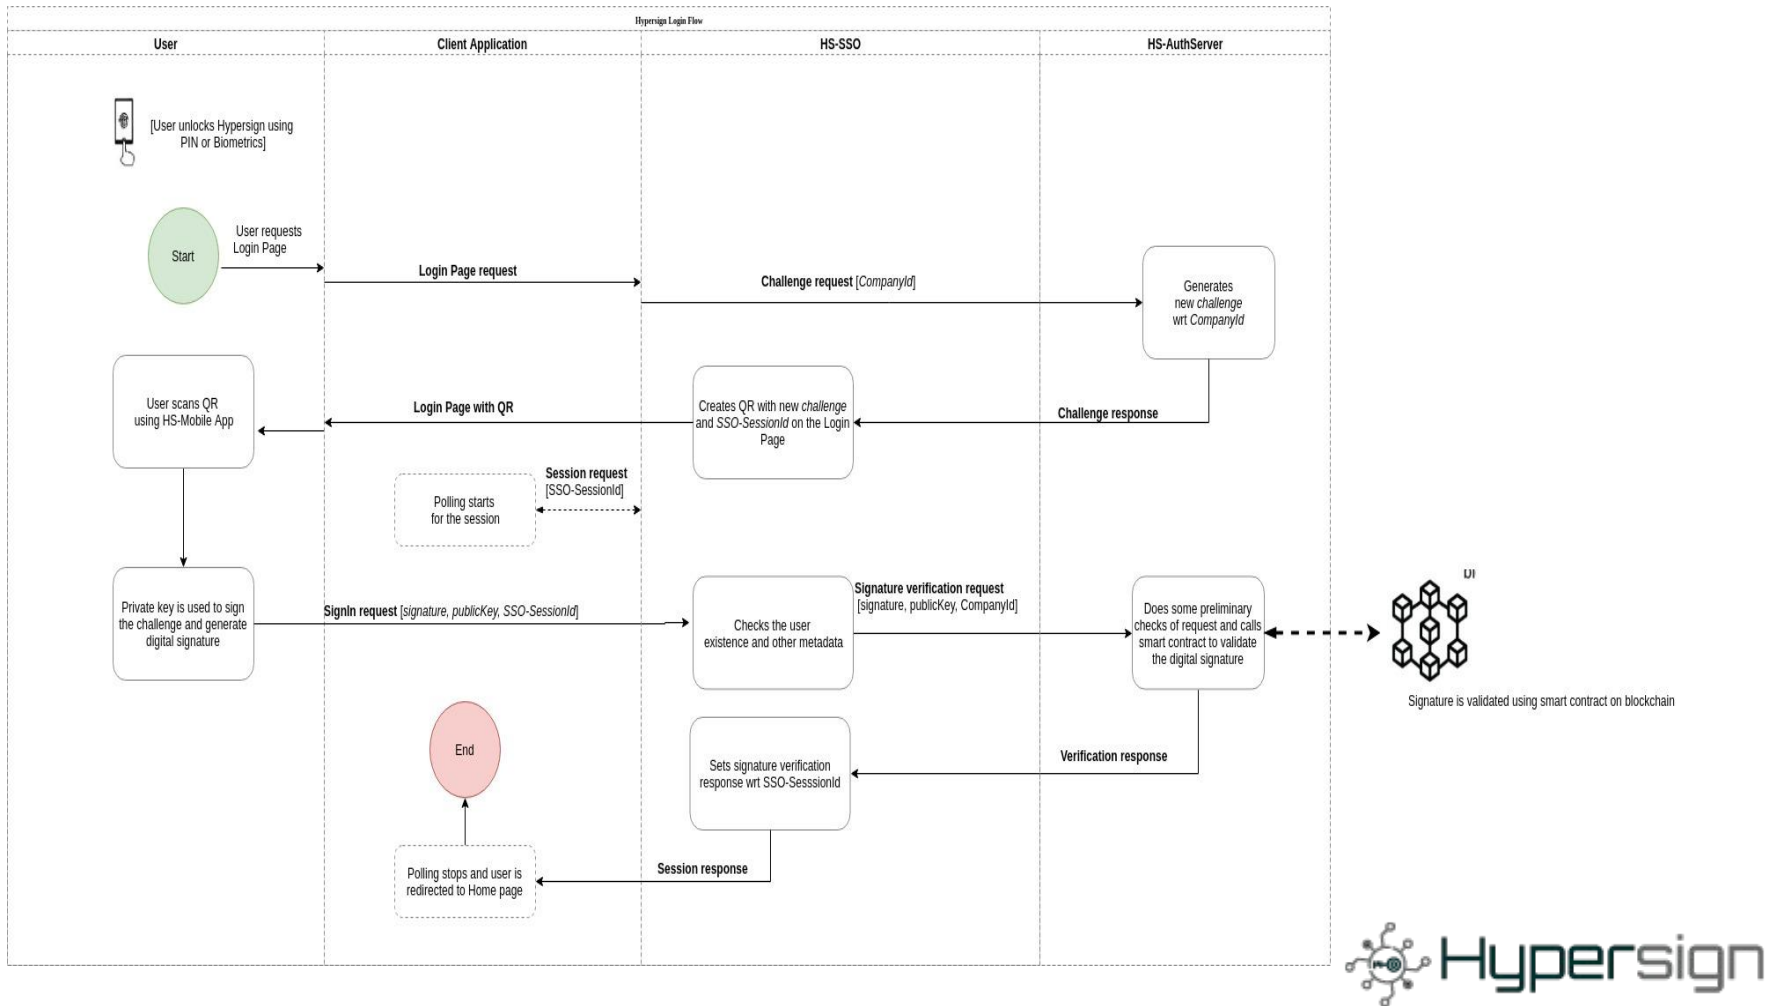 Hypersign Login Flow
User
Client Application
HS-SSO
HS-AuthServer
[User unlocks Hypersign using
PIN or Biometrics]
Start
User requests
Login Page
Login Page request
Challenge request [CompanyId]
Generates
new challenge
wrt CompanyId
User scans QR
using HS-Mobile App
Login Page with QR
Creates QR with new challenge
and SSO-SessionId on the Login
Page
Challenge response
Polling starts
for the session
Session request
[SSO-SessionId]
Private key is used to sign
the challenge and generate
digital signature
SignIn request [signature, publicKey, SSO-SessionId]
Checks the user
existence and other metadata
Signature verification request
[signature, publicKey, CompanyId]
Does some preliminary
checks of request and calls
smart contract to validate
the digital signature
Signature is validated using smart contract on blockchain
End
Sets signature verification
response wrt SSO-SesssionId
Verification response
Polling stops and user is
redirected to Home page
Session response
Hypersign